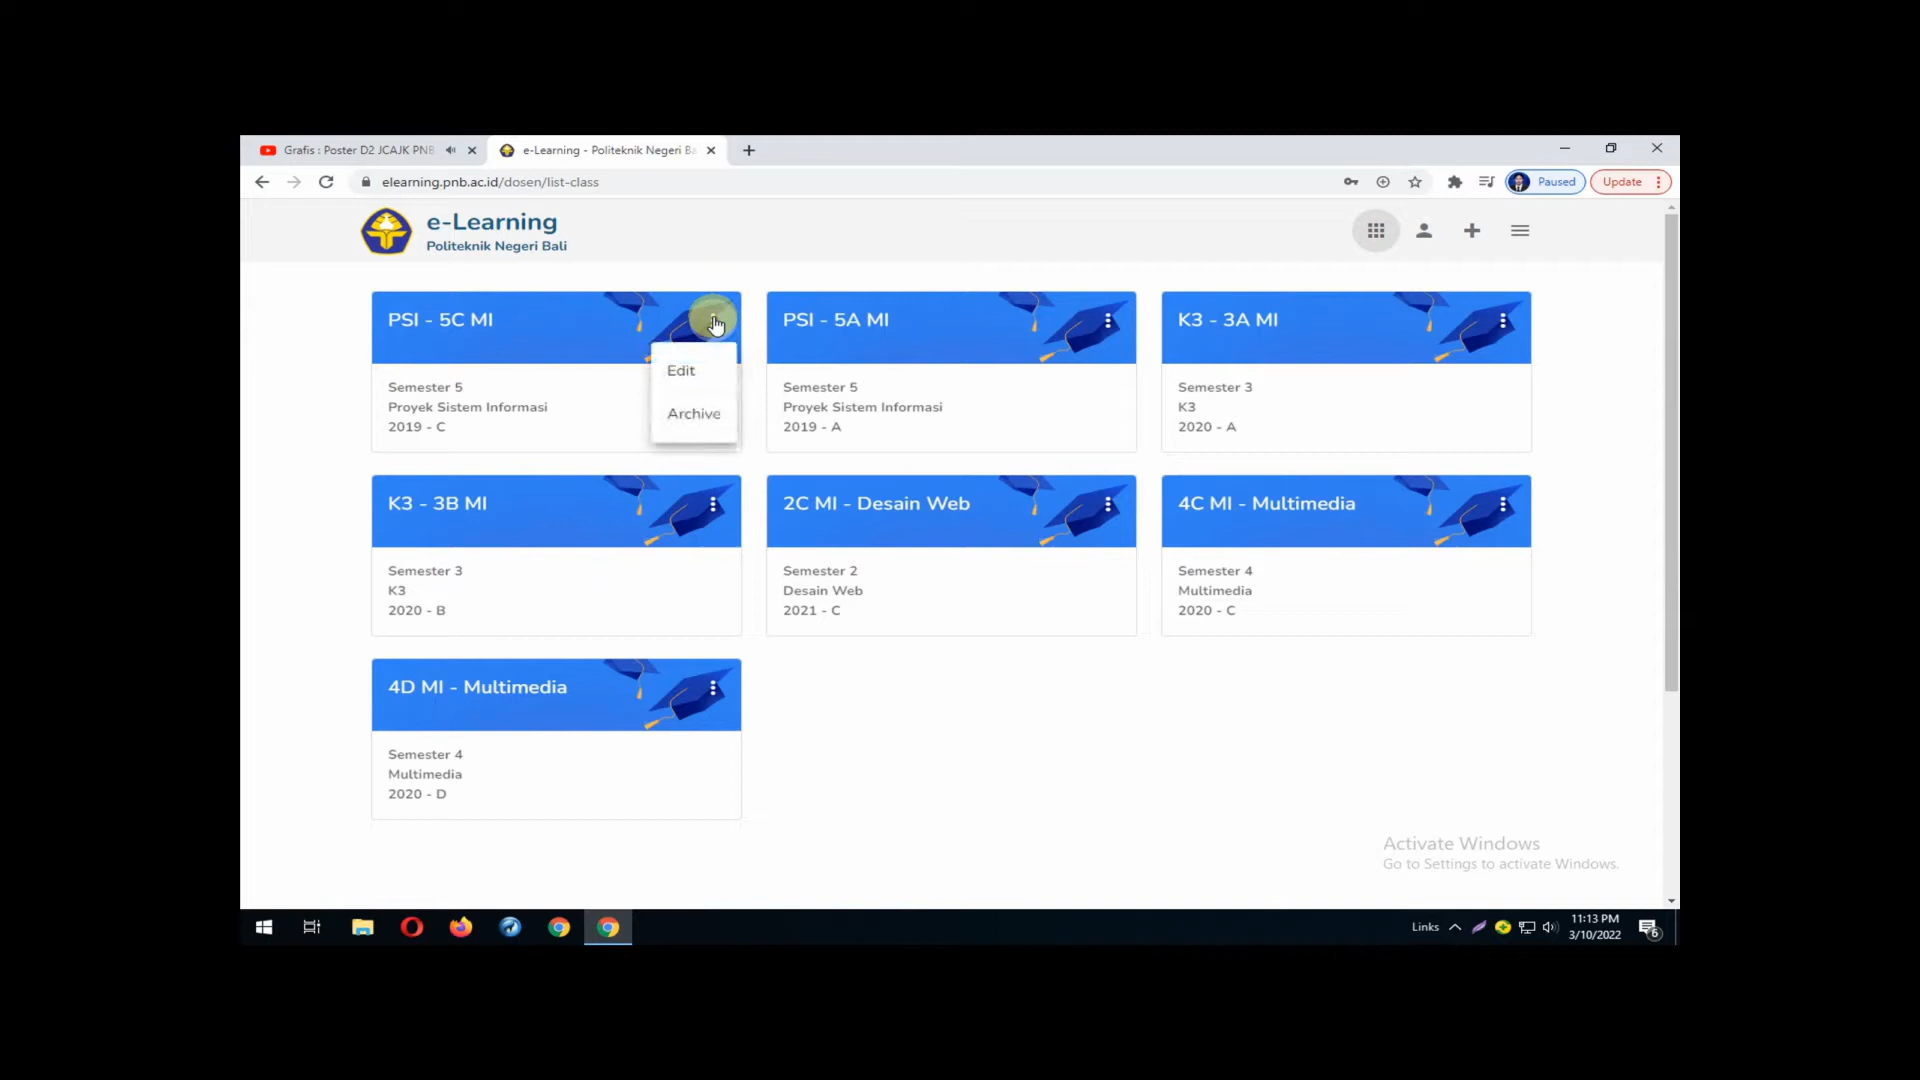 Grafis : Poster D2 JCAJK PNB
e-Learning - Politeknik Negeri Ba
elearning.pnb.ac.id/dosen/list-class
Paused
Update
e-Learning
Politeknik Negeri Bali
PSI - 5C MI
Edit
Archive
Semester 5
Proyek Sistem Informasi
2019 - C
PSI - 5A MI
Semester 5
Proyek Sistem Informasi
2019 - A
K3 - 3A MI
Semester 3
K3
2020 - A
K3 - 3B MI
Semester 3
K3
2020 - B
2C MI - Desain Web
Semester 2
Desain Web
2021 - C
4C MI - Multimedia
Semester 4
Multimedia
2020 - C
4D MI - Multimedia
Semester 4
Multimedia
2020 - D
Activate Windows
Go to Settings to activate Windows.
Links
11:13 PM
3/10/2022
6